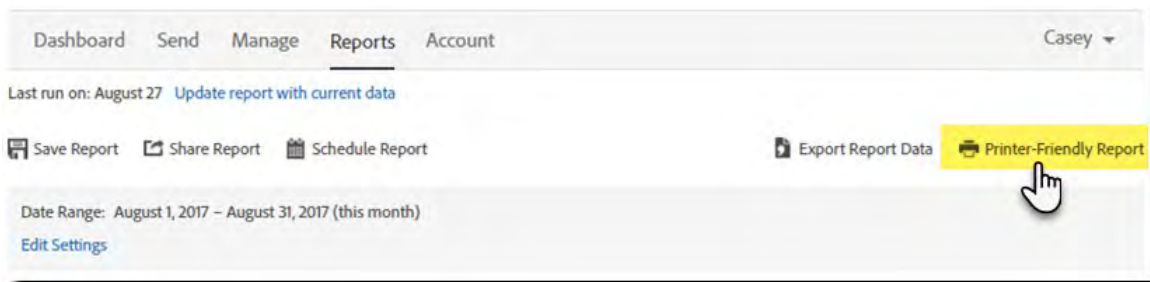 Dashboard Send Manage Reports Account Casey
Last run on: August 27 Update report with current data
Save Report Share Report Schedule Report Export Report Data Printer-Friendly Report
Date Range: August 1, 2017 – August 31, 2017 (this month)
Edit Settings